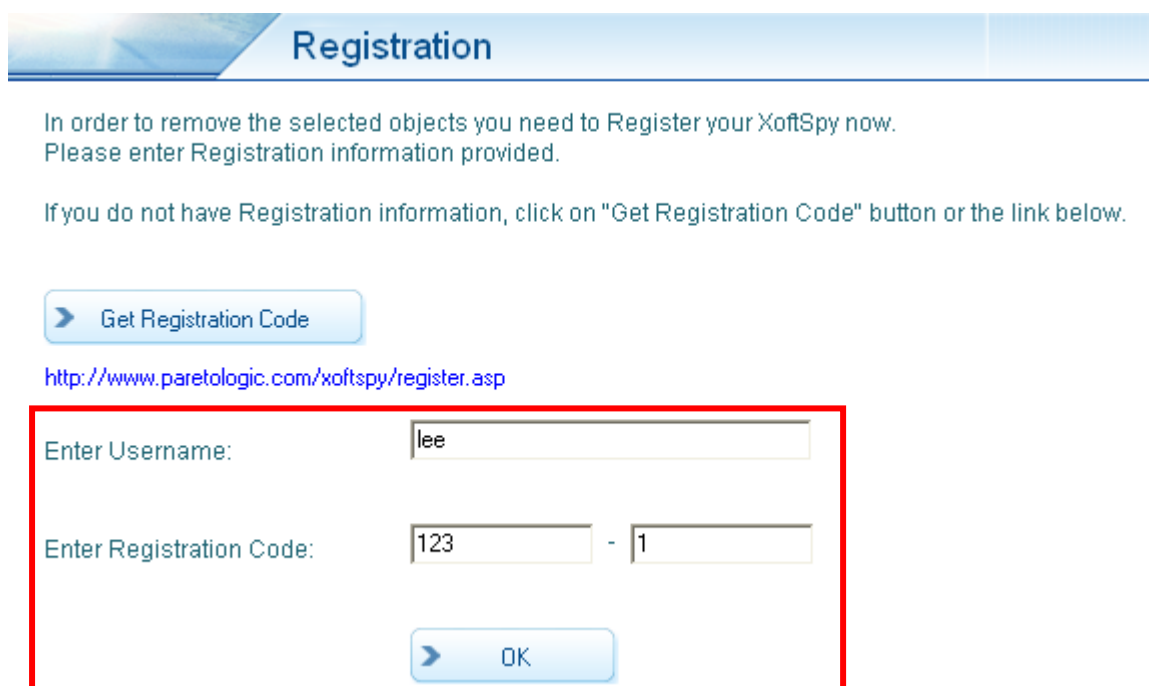 Registration
In order to remove the selected objects you need to Register your XoftSpy now.
Please enter Registration information provided.
If you do not have Registration information, click on "Get Registration Code" button or the link below.
Get Registration Code
http://www.paretologic.com/xoftspy/register.asp
Enter Username: lee
Enter Registration Code: 123 - 1
OK